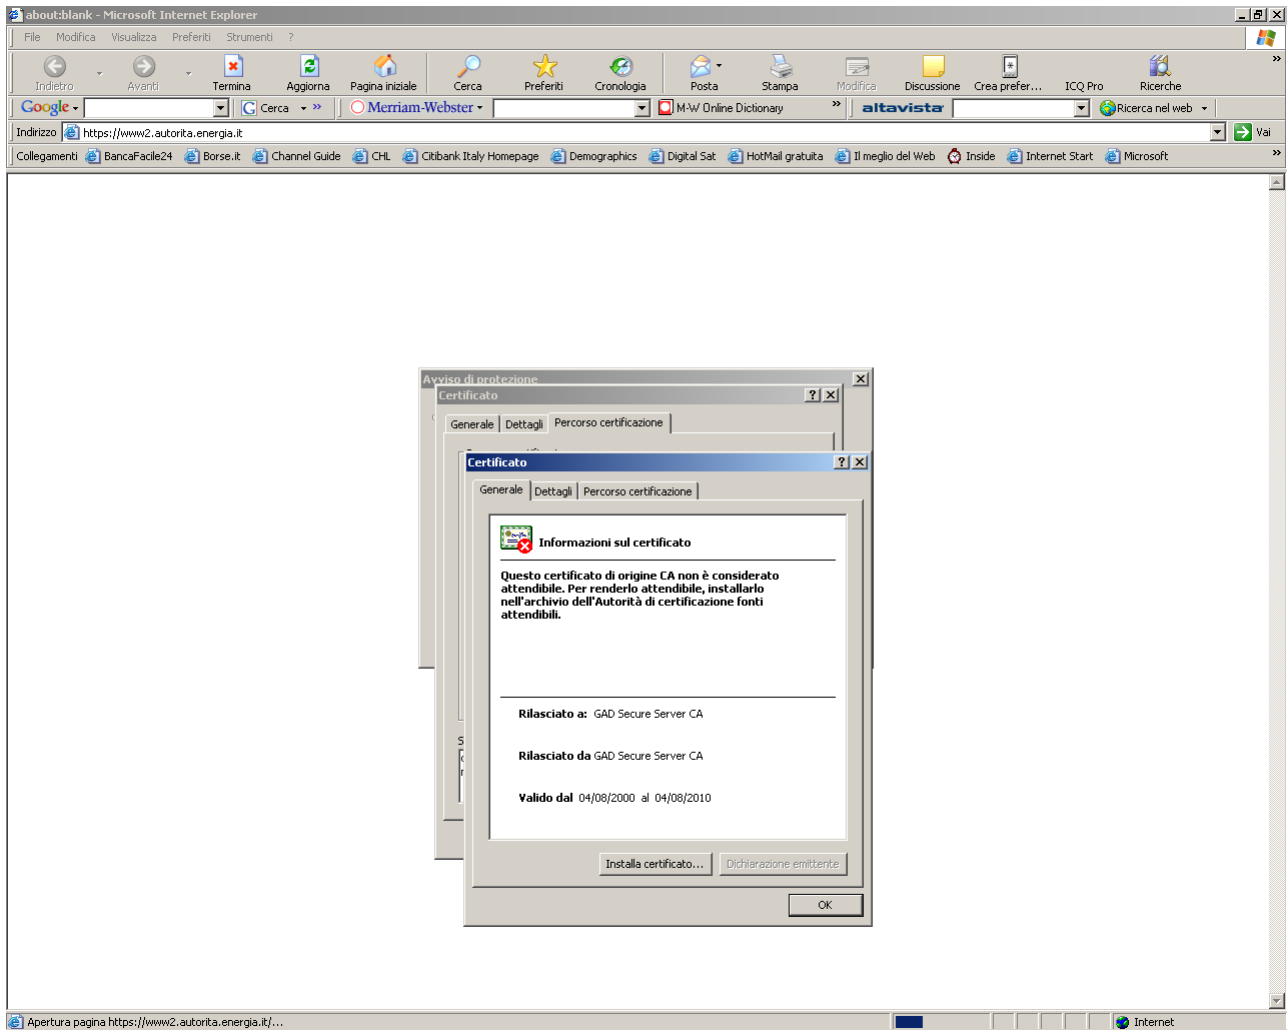 about:blank - Microsoft Internet Explorer
File Modifica Visualizza Preferiti Strumenti ?
Indietro Avanti Termina Aggiorna Pagina iniziale Cerca Preferiti Cronologia Posta Stampa Modifica Discussione Crea prefer... ICQ Pro Ricerche »
Google Cerca » Merriam-Webster M-W Online Dictionary » altavista Ricerca nel web
Indirizzo https://www2.autorita.energia.it Vai
Collegamenti BancaFacile24 Borse.it Channel Guide CHL Citibank Italy Homepage Demographics Digital Sat HotMail gratuita Il meglio del Web Inside Internet Start Microsoft »
Avviso di protezione
Certificato
Generale Dettagli Percorso certificazione
Certificato
Generale Dettagli Percorso certificazione
Informazioni sul certificato
Questo certificato di origine CA non è considerato
attendibile. Per renderlo attendibile, installarlo
nell'archivio dell'Autorità di certificazione fonti
attendibili.
Rilasciato a: GAD Secure Server CA
Rilasciato da GAD Secure Server CA
Valido dal 04/08/2000 al 04/08/2010
Installa certificato... Dichiarazione emittente
OK
Apertura pagina https://www2.autorita.energia.it/... Internet